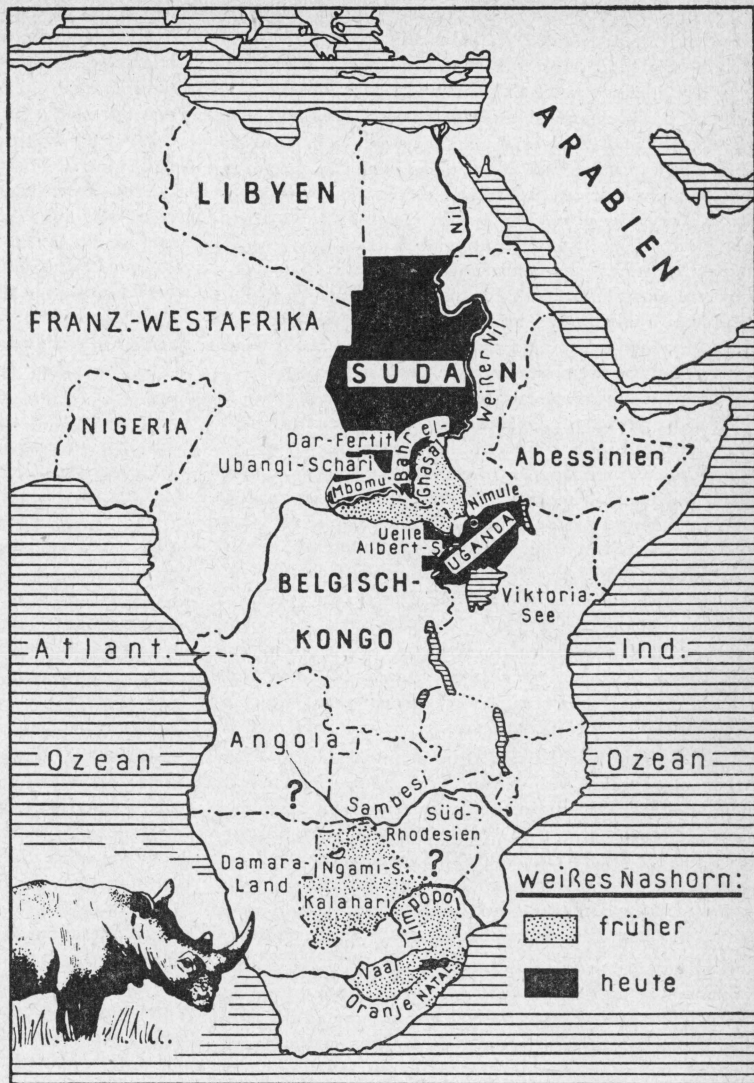 ARABIEN
LIBYEN
Nil
FRANZ.-WESTAFRIKA
SUDAN
Weißer Nil
NIGERIA
Dar-Fertit
Bahr el-
Ghasal
Ubangi-Schari
Mbomu
Abessinien
Nimule
Uelle
Albert-S.
UGANDA
BELGISCH-
KONGO
Viktoria-
See
Atlant.
Ozean
Ind.
Ozean
Angola
?
Sambesi
Süd-
Rhodesien
?
Damara-
Land
Ngami-S.
Kalahari
Limpopo
Vaal
Oranje
NATAL
Weißes Nashorn:
früher
heute